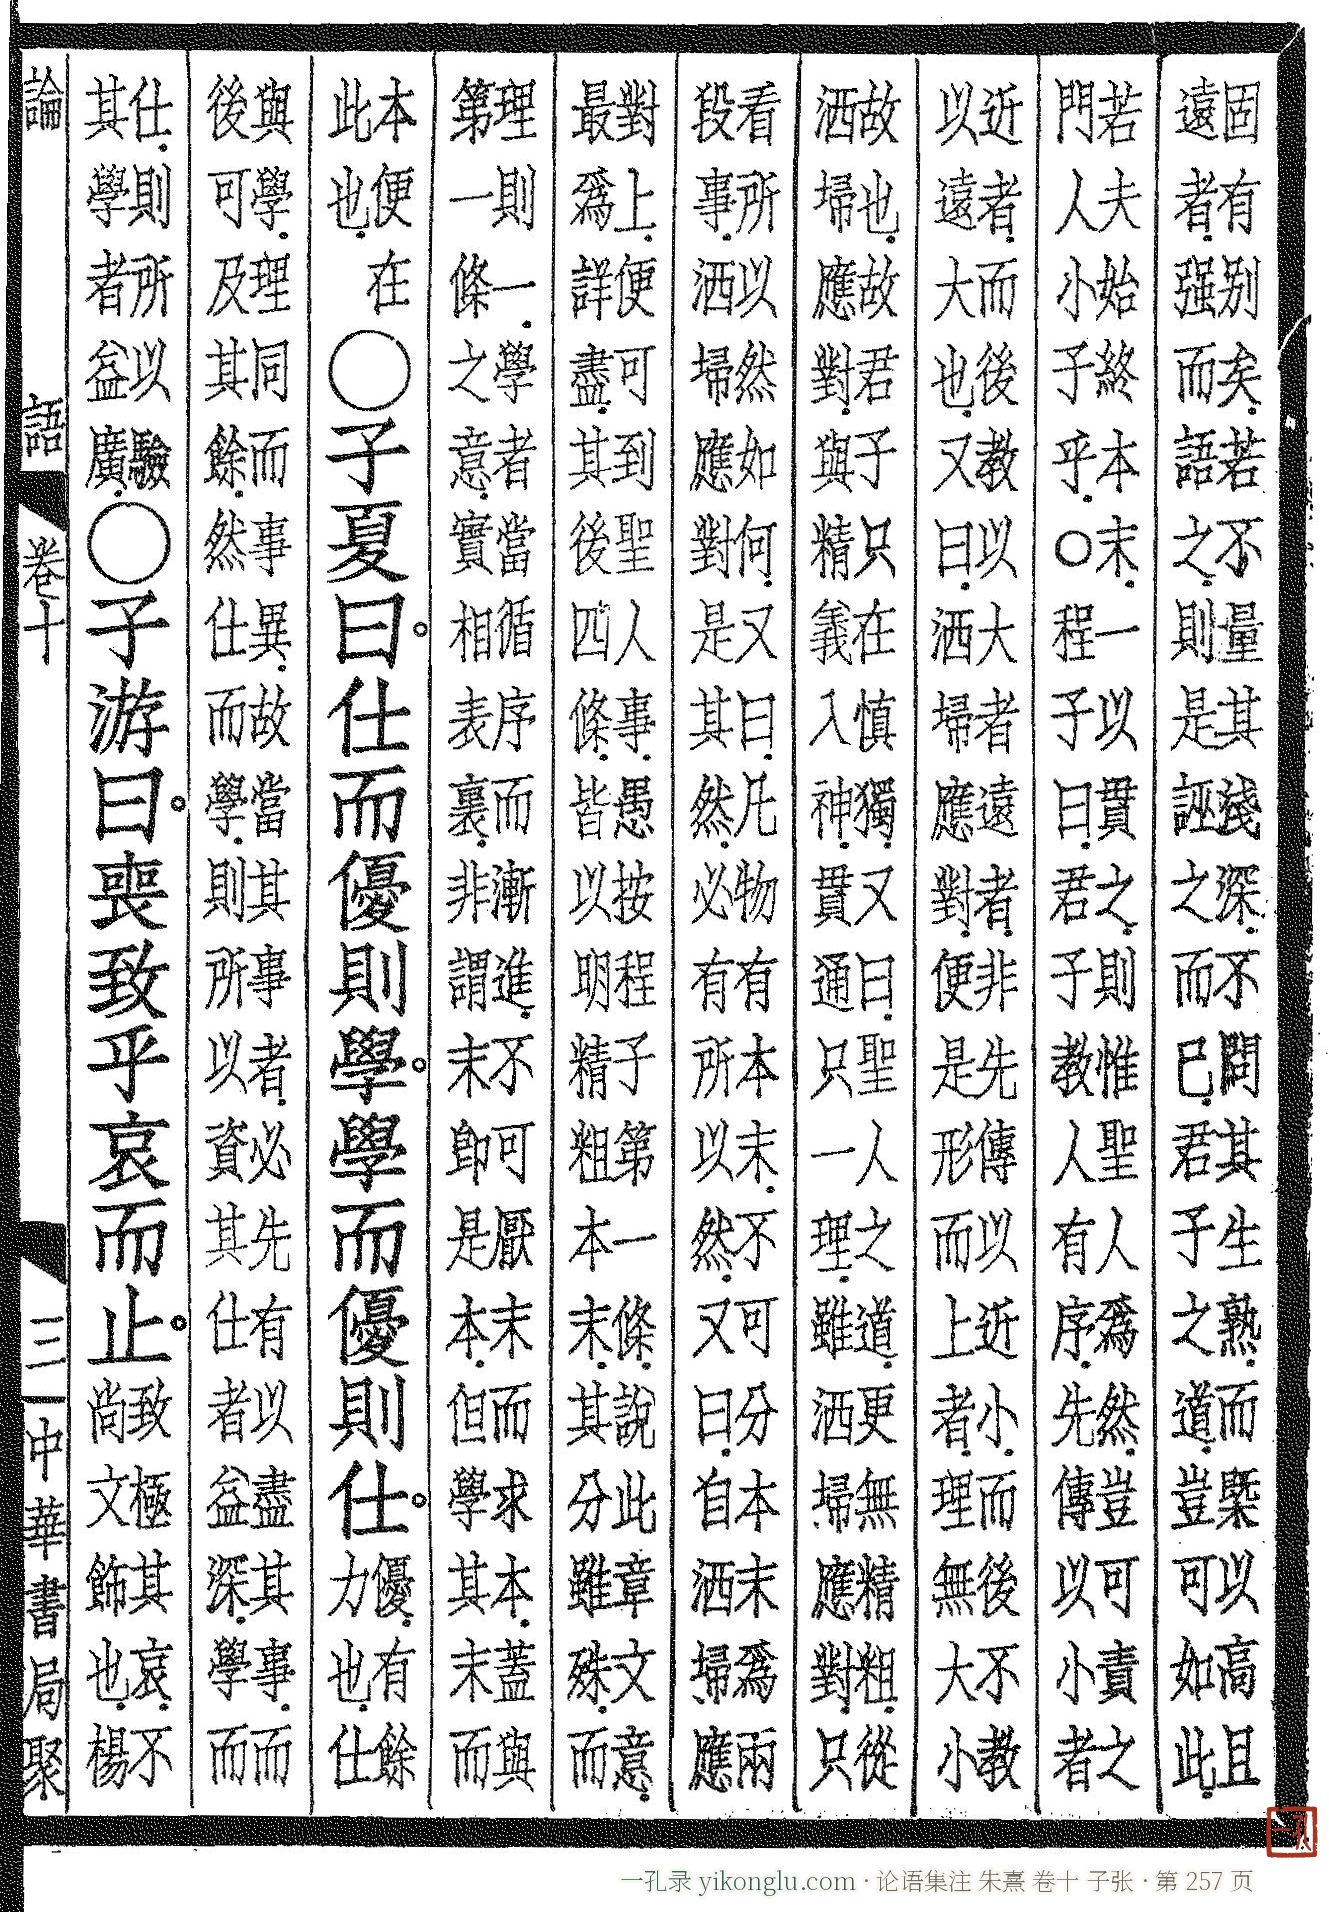 固有别矣若不量其淺深不問其生熟而槩以高且
遠者强而語之則是誣之而已君子之道豈可如此
若夫始終本末一以貫之則惟聖人爲然豈可責之
門人小子乎○程子曰君子教人有序先傳以小者
近者而後教以大者遠者非先傳以近小而後不教
以遠大也又曰洒埽應對便是形而上者理無大小
故也故君子只在慎獨又曰聖人之道更無精粗從
洒埽應對與精義入神貫通只一理雖洒埽應對只
看所以然如何又曰凡物有本末不可分本末爲兩
段事洒埽應對是其然必有所以然又曰自洒埽應
對上便可到聖人事愚按程子第一條說此章文意
最爲詳盡其後四條皆以明精粗本末其分雖殊而
理則一學者當循序而漸進不可厭末而求本蓋與
第一條之意實相表裏非謂末即是本但學其末而
本便在
此也
○子夏曰仕而優則學學而優則仕
優有餘
力也仕
與學理同而事異故當其事者必先有以盡其事而
後可及其餘然仕而學則所以資其仕者益深學而
仕則所以驗
其學者益廣
○子游曰喪致乎哀而止
致極其哀不
尚文飾也楊
論語 卷十 三一 中華書局聚
一孔录 yikonglu.com · 论语集注 朱熹 卷十 子张 · 第 257 页